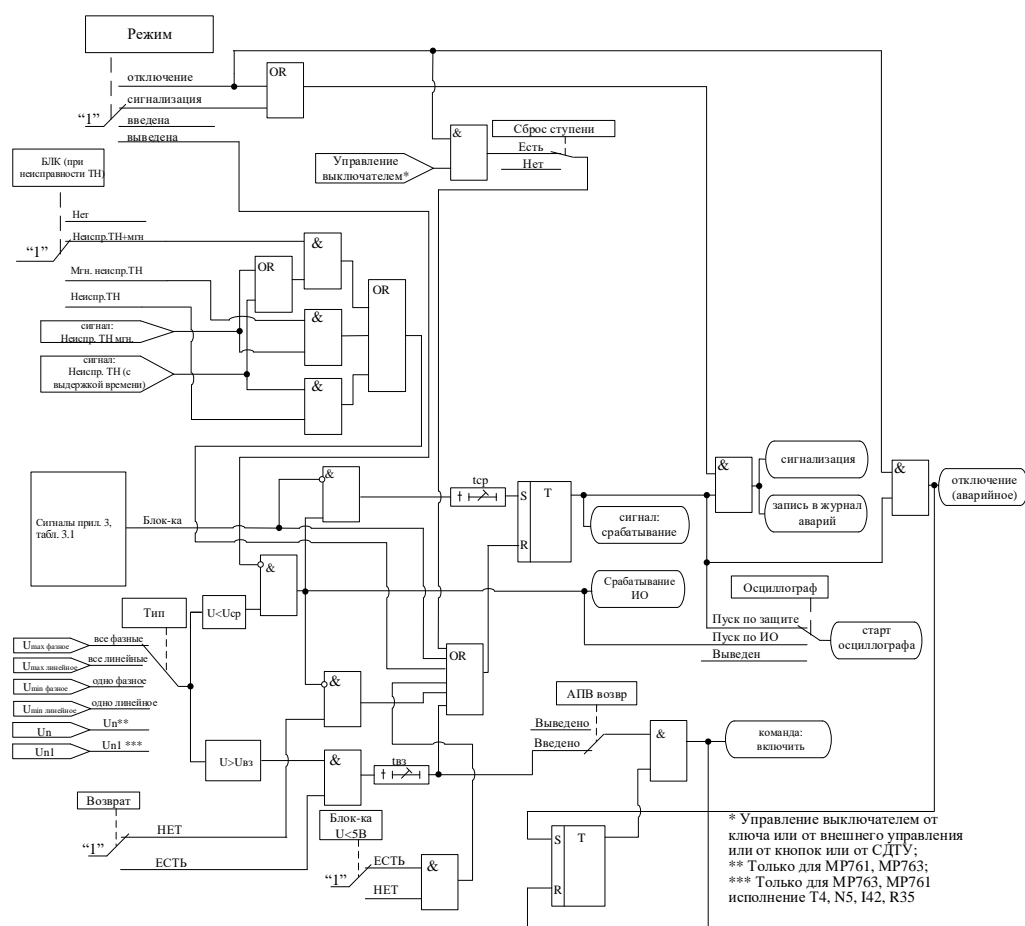 Режим
отключение
сигнализация
“1”
введена
выведена
OR
&
&
Сброс ступени
Есть
Нет
Управление
выключателем*
БЛК (при
неисправности ТН)
Нет
“1”
Неиспр.ТН+мгн
Мгн. неиспр.ТН
Неиспр.ТН
&
OR
OR
&
&
сигнал:
Неиспр. ТН мгн.
сигнал:
Неиспр. ТН (с
выдержкой времени)
Сигналы прил. 3,
табл. 3.1
Блок-ка
&
tср
S
T
R
сигнал:
срабатывание
&
сигнализация
запись в журнал
аварий
&
отключение
(аварийное)
&
U<Uср
Срабатывание
ИО
Осциллограф
Пуск по защите
Пуск по ИО
Выведен
старт
осциллографа
Тип
Umax фазное
все фазные
Umax линейное
все линейные
Umin фазное
одно фазное
Umin линейное
одно линейное
Un
Un**
Un1
Un1 ***
OR
&
U>Uвз
&
tвз
АПВ возвр
Выведено
Введено
&
команда:
включить
Возврат
НЕТ
“1”
ЕСТЬ
Блок-ка
U<5В
ЕСТЬ
“1”
НЕТ
&
S
T
R
* Управление выключателем от
ключа или от внешнего управления
или от кнопок или от СДТУ;
** Только для МР761, МР763;
*** Только для МР763, МР761
исполнение T4, N5, I42, R35